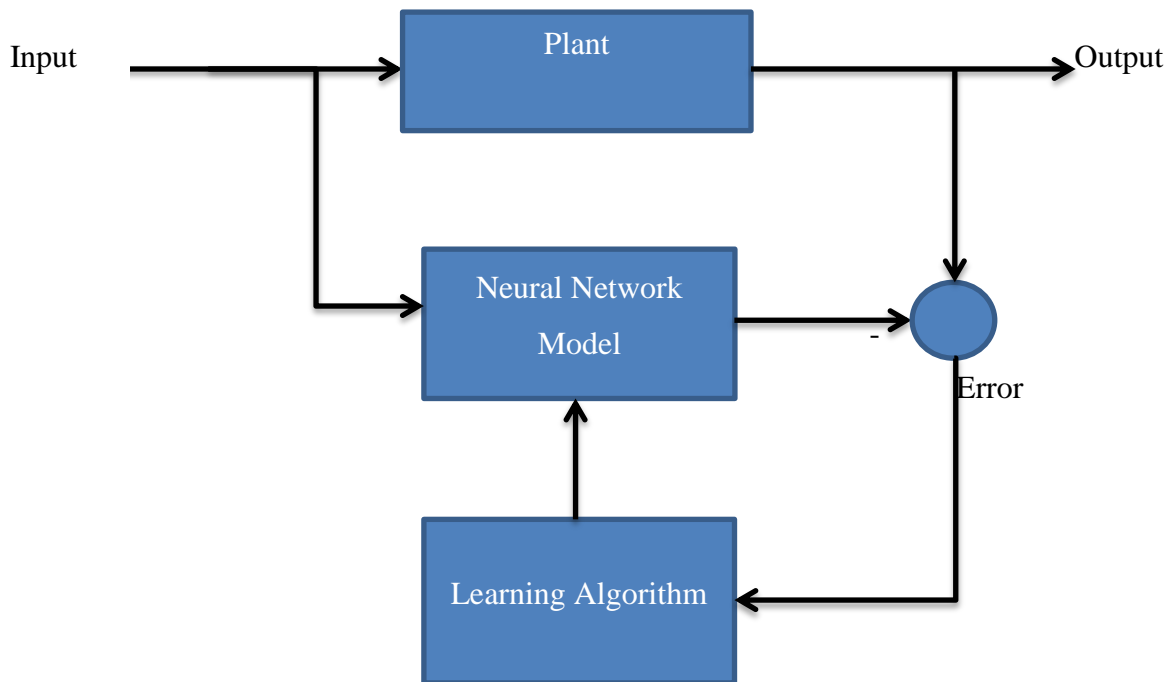 Plant
Input
Output
Neural Network
Model
-
Error
Learning Algorithm